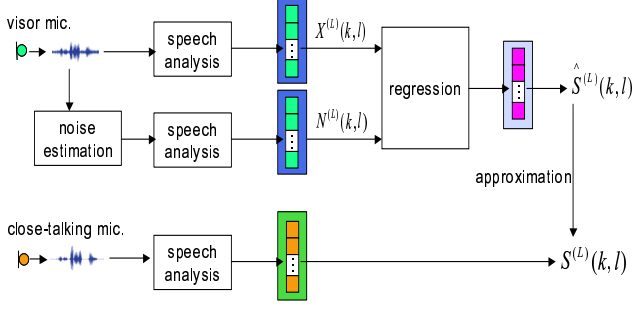 visor mic.
speech
analysis
X^(L)(k,l)
regression
Ŝ^(L)(k,l)
noise
estimation
speech
analysis
N^(L)(k,l)
approximation
close-talking mic.
speech
analysis
S^(L)(k,l)